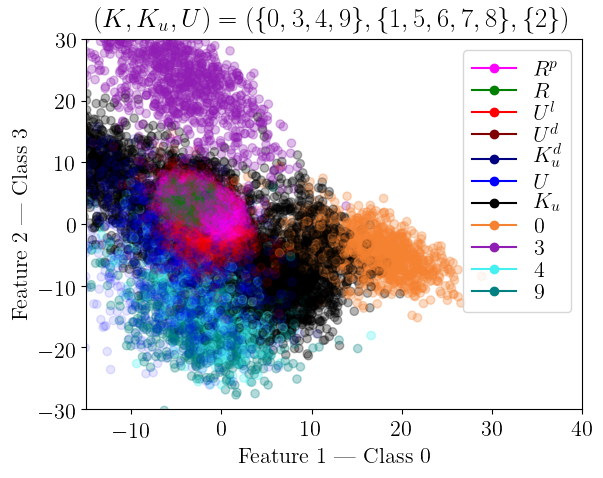 (K, K_u, U) = ({0, 3, 4, 9}, {1, 5, 6, 7, 8}, {2})
30
20
10
0
−10
−20
−30
Feature 2 — Class 3
R^p
R
U^l
U^d
K_u^d
U
K_u
0
3
4
9
−10 0 10 20 30 40
Feature 1 — Class 0